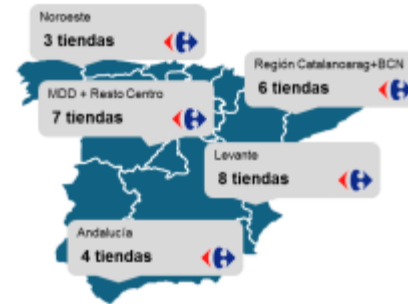 Noroeste
3 tiendas
Región Catalanoarag+BCN
6 tiendas
MDD + Resto Centro
7 tiendas
Levante
8 tiendas
Andalucía
4 tiendas